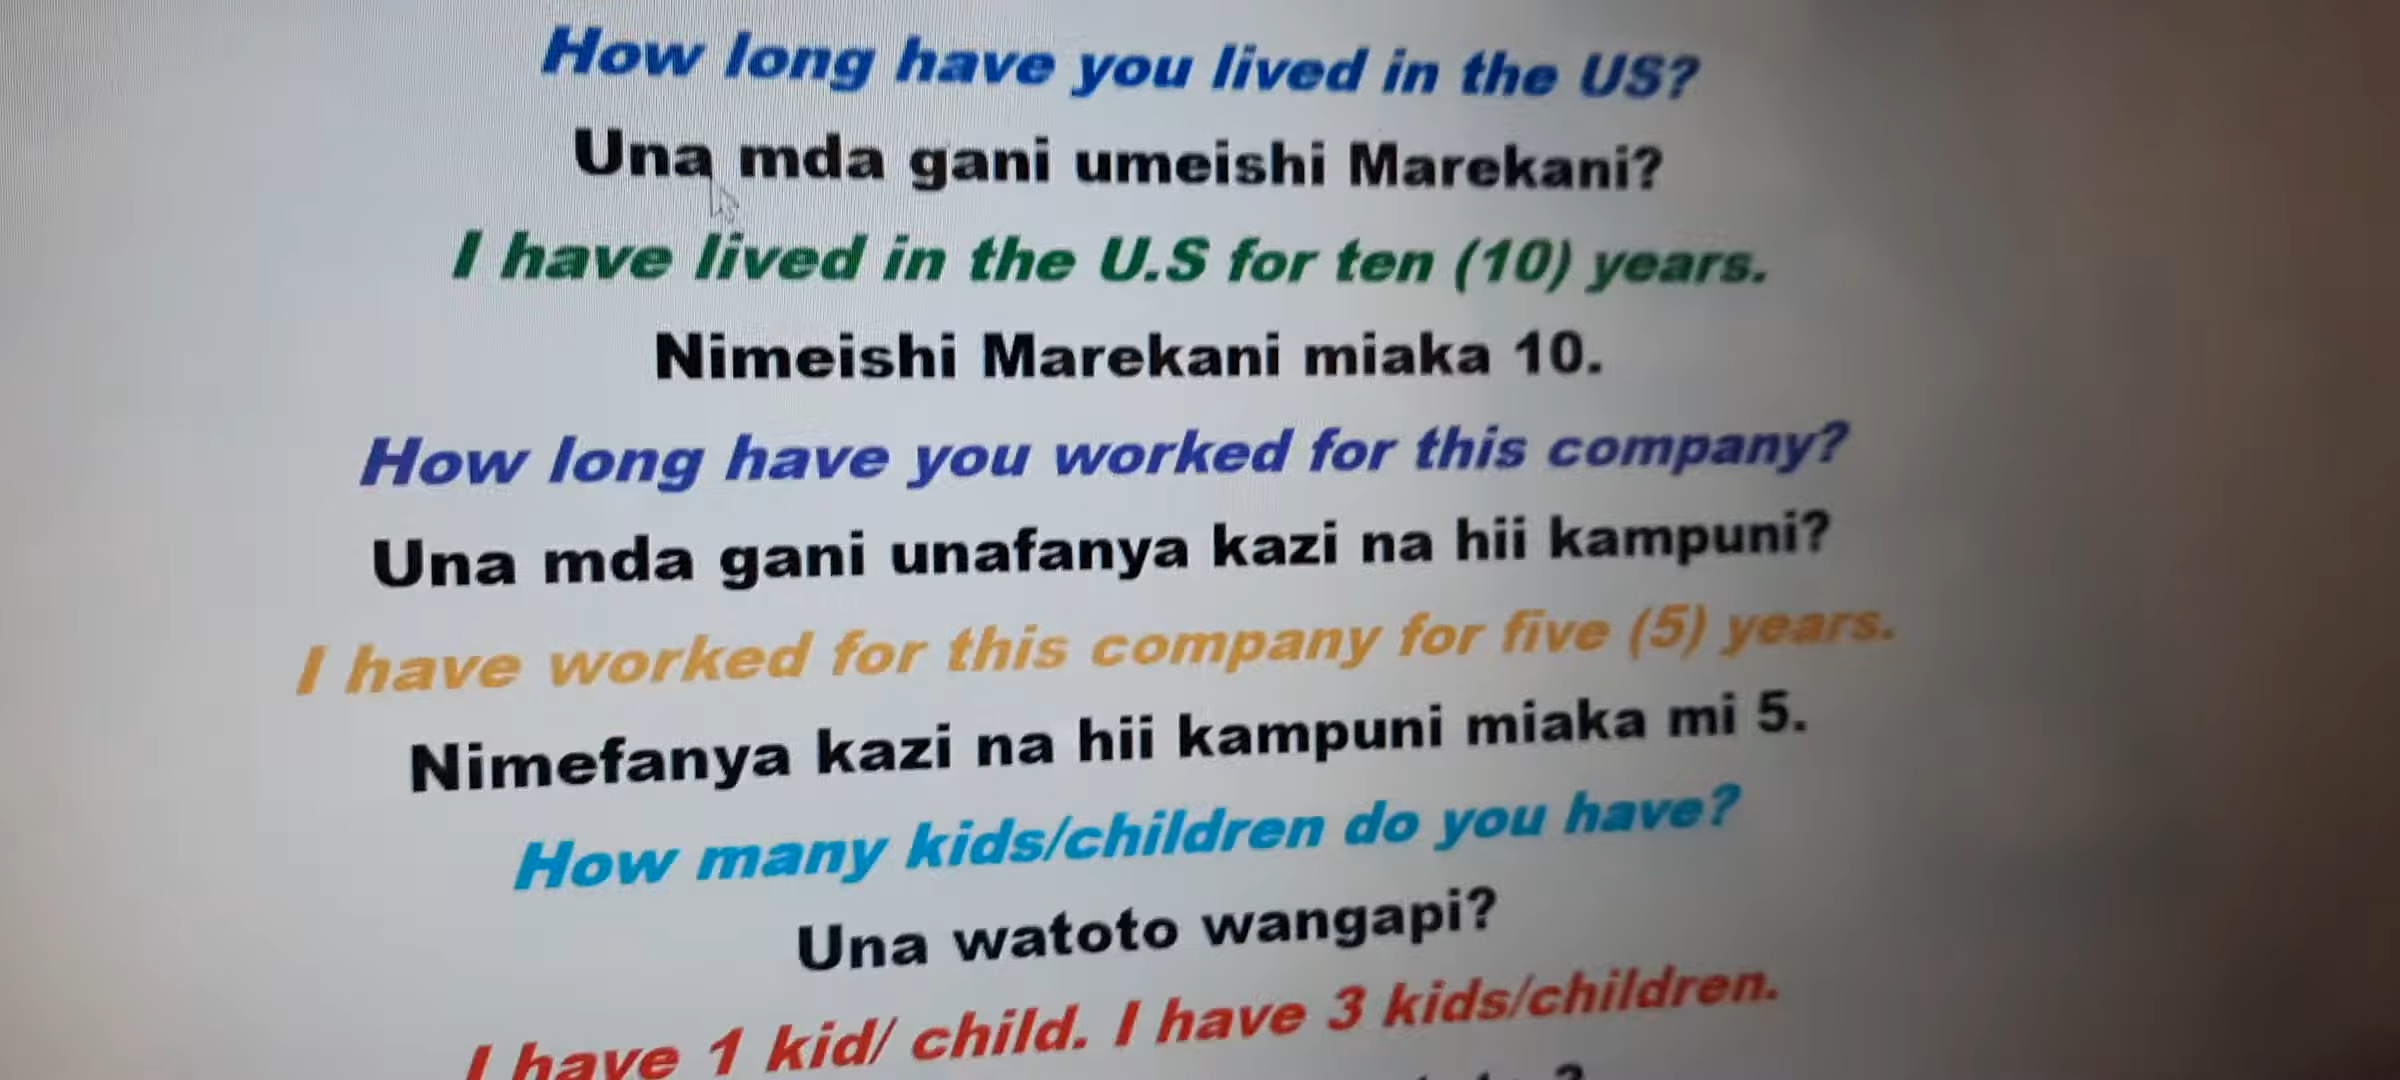 How long have you lived in the US?
Una mda gani umeishi Marekani?
I have lived in the U.S for ten (10) years.
Nimeishi Marekani miaka 10.
How long have you worked for this company?
Una mda gani unafanya kazi na hii kampuni?
I have worked for this company for five (5) years.
Nimefanya kazi na hii kampuni miaka mi 5.
How many kids/children do you have?
Una watoto wangapi?
I have 1 kid/ child. I have 3 kids/children.